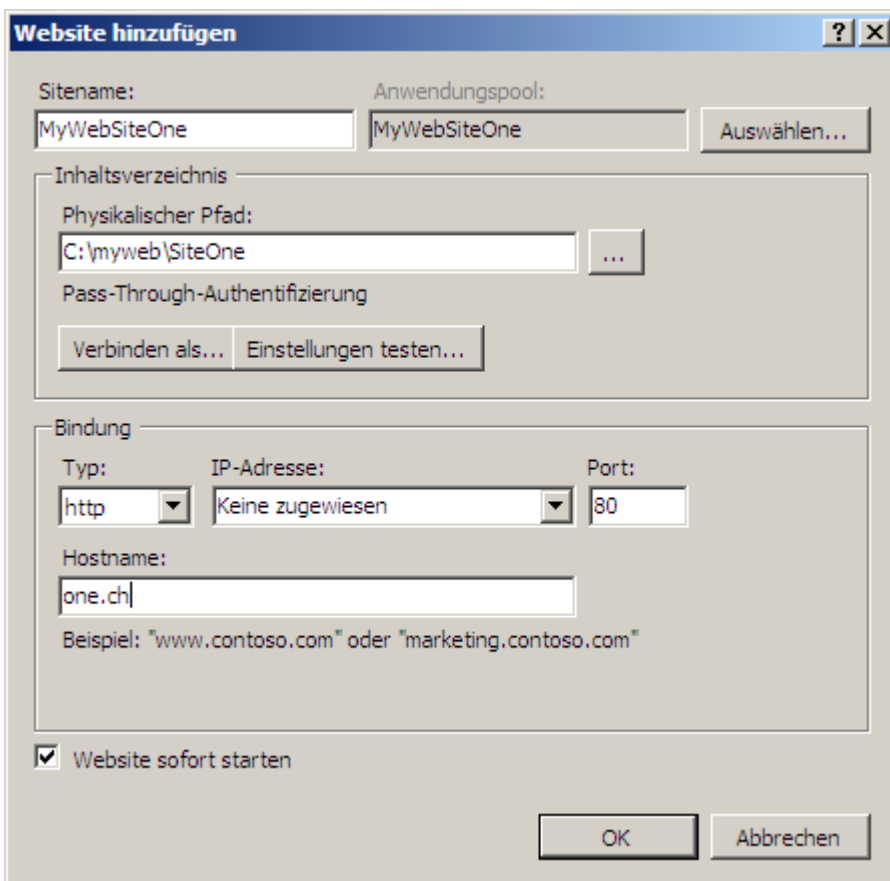 Website hinzufügen
Sitename: Anwendungspool:
MyWebSiteOne MyWebSiteOne Auswählen...
Inhaltsverzeichnis
Physikalischer Pfad:
C:\myweb\SiteOne ...
Pass-Through-Authentifizierung
Verbinden als... Einstellungen testen...
Bindung
Typ: IP-Adresse: Port:
http Keine zugewiesen 80
Hostname:
one.ch
Beispiel: "www.contoso.com" oder "marketing.contoso.com"
Website sofort starten
OK Abbrechen